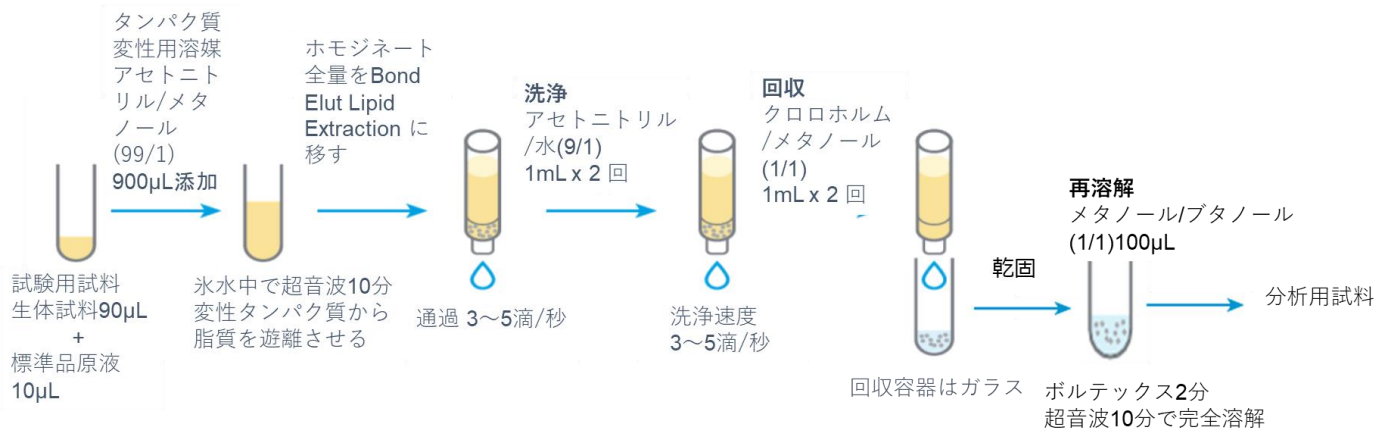 タンパク質
変性用溶媒
アセトニト
リル/メタ
ノール
(99/1)
900μL添加
試験用試料
生体試料90μL
+
標準品原液
10μL
氷水中で超音波10分
変性タンパク質から
脂質を遊離させる
ホモジネート
全量をBond
Elut Lipid
Extraction に
移す
通過 3～5滴/秒
洗浄
アセトニトリル
/水(9/1)
1mL x 2 回
洗浄速度
3～5滴/秒
回収
クロロホルム
/メタノール
(1/1)
1mL x 2 回
回収容器はガラス
乾固
再溶解
メタノール/ブタノール
(1/1)100μL
ボルテックス2分
超音波10分で完全溶解
分析用試料